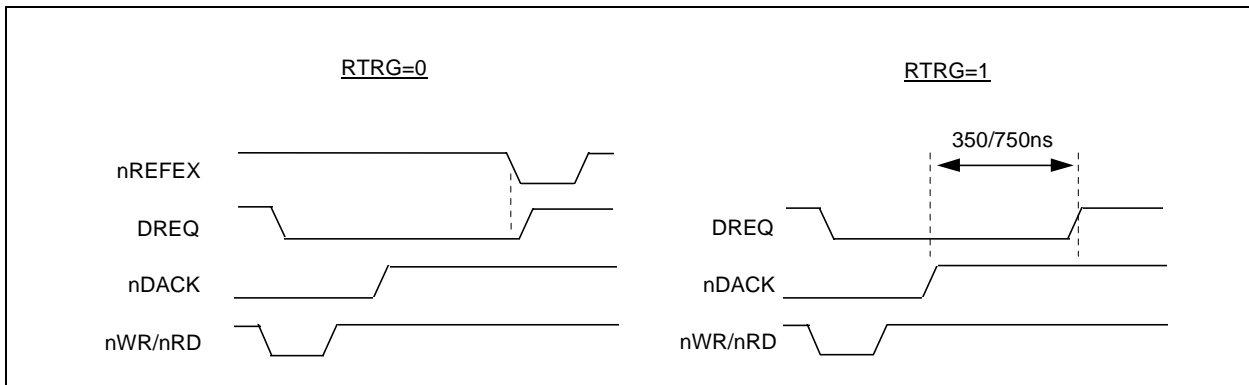 RTRG=0
nREFEX
DREQ
nDACK
nWR/nRD
RTRG=1
350/750ns
DREQ
nDACK
nWR/nRD